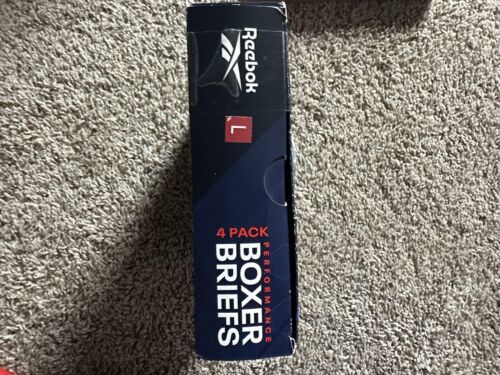 Reebok
L
4 PACK
PERFORMANCE
BOXER
BRIEFS